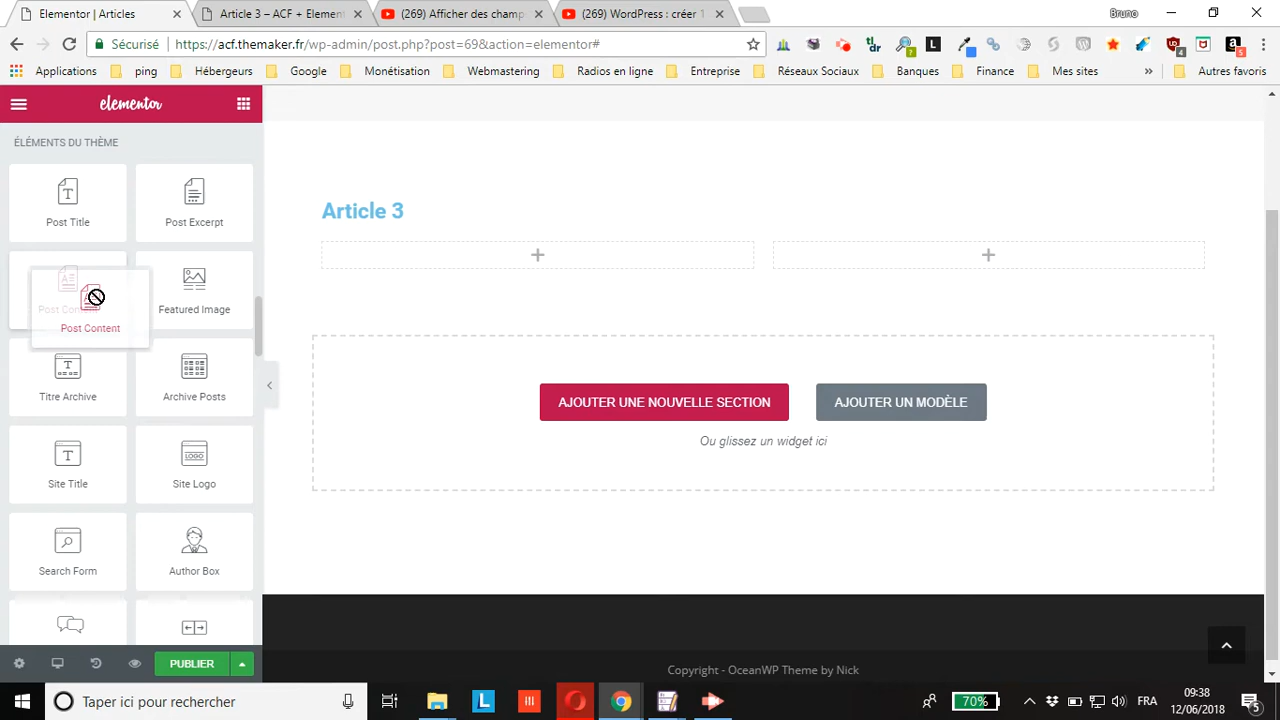 Elementor | Articles
Article 3 – ACF + Element
(269) Afficher des champ
(269) WordPress : créer 1
Bruno
Sécurisé
https://acf.themaker.fr/wp-admin/post.php?post=69&action=elementor#
Applications
ping
Hébergeurs
Google
Monétisation
Webmastering
Radios en ligne
Entreprise
Réseaux Sociaux
Banques
Finance
Mes sites
»
Autres favoris
elementor
ÉLÉMENTS DU THÈME
Post Title
Post Excerpt
Article 3
Post Content
Featured Image
Titre Archive
Archive Posts
AJOUTER UNE NOUVELLE SECTION
AJOUTER UN MODÈLE
Ou glissez un widget ici
Site Title
Site Logo
Search Form
Author Box
PUBLIER
Copyright - OceanWP Theme by Nick
Taper ici pour rechercher
70%
FRA
09:38
12/06/2018